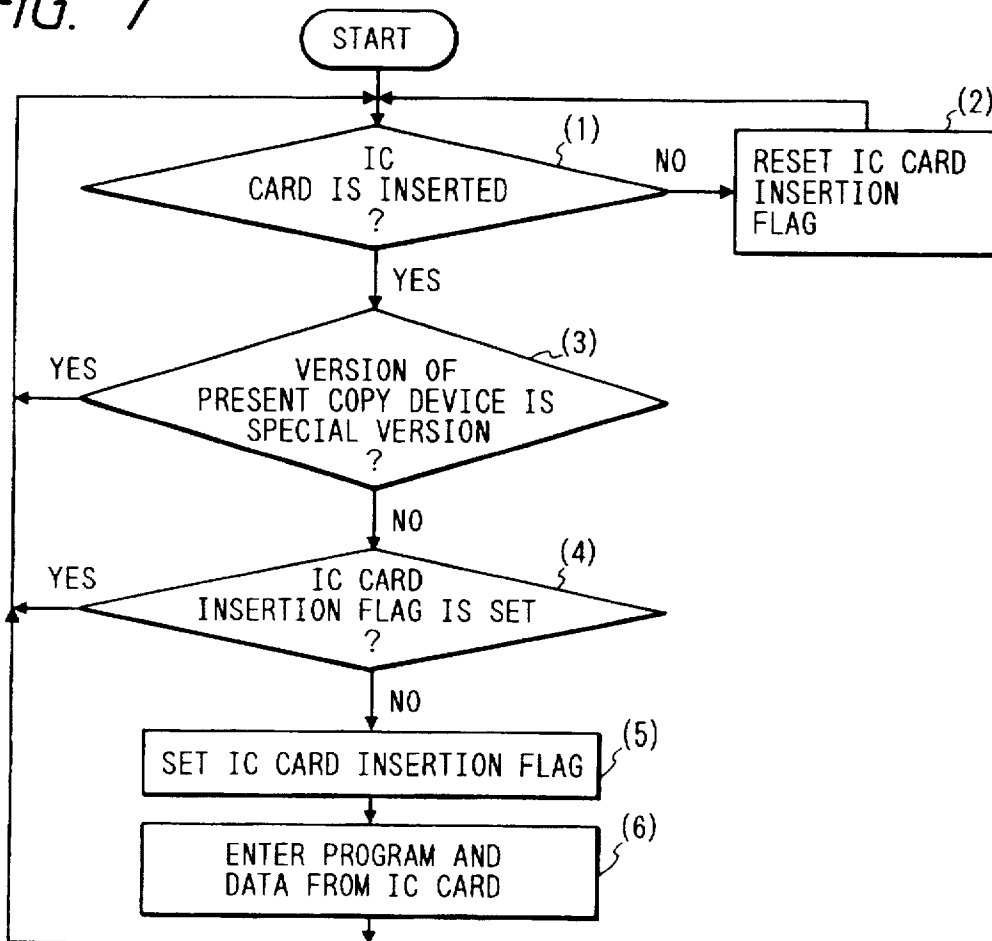 FIG. 7
START
(1)
IC
CARD IS INSERTED
?
NO
(2)
RESET IC CARD
INSERTION
FLAG
YES
(3)
VERSION OF
PRESENT COPY DEVICE IS
SPECIAL VERSION
?
YES
NO
(4)
IC CARD
INSERTION FLAG IS SET
?
YES
NO
(5)
SET IC CARD INSERTION FLAG
(6)
ENTER PROGRAM AND
DATA FROM IC CARD